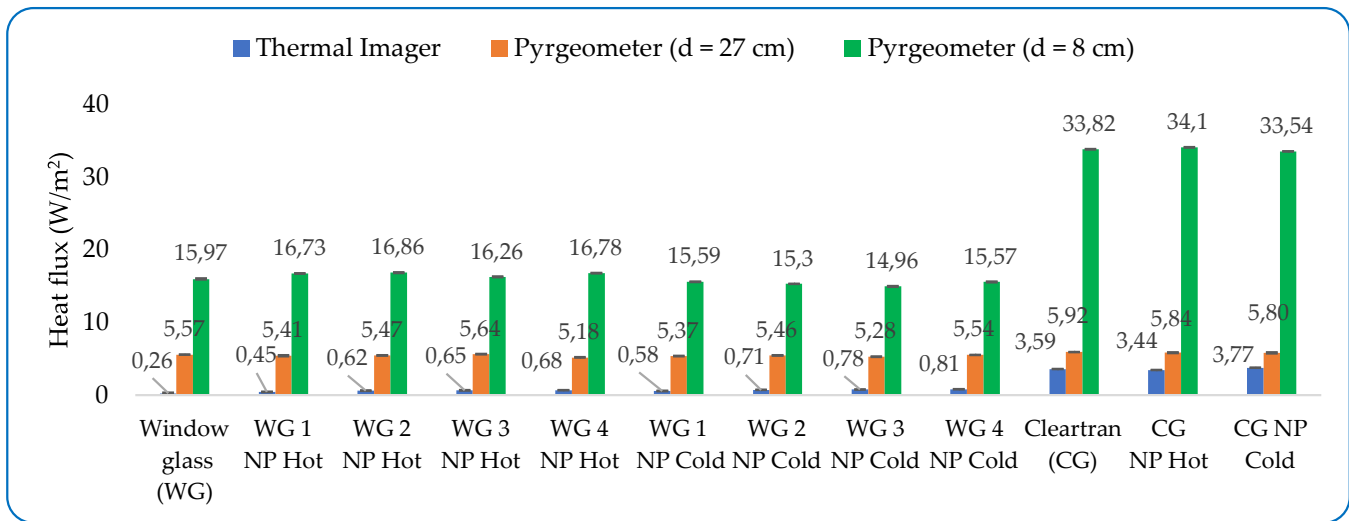 Thermal Imager Pyrgeometer (d = 27 cm) Pyrgeometer (d = 8 cm)
Heat flux (W/m²)
40
30
20
10
0
15,97 16,73 16,86 16,26 16,78 15,59 15,3 14,96 15,57 33,82 34,1 33,54
5,57 5,41 5,47 5,64 5,18 5,37 5,46 5,28 5,54 5,92 5,84 5,80
0,26 0,45 0,62 0,65 0,68 0,58 0,71 0,78 0,81 3,59 3,44 3,77
Window glass (WG)
WG 1 NP Hot
WG 2 NP Hot
WG 3 NP Hot
WG 4 NP Hot
WG 1 NP Cold
WG 2 NP Cold
WG 3 NP Cold
WG 4 NP Cold
Cleartran (CG)
CG NP Hot
CG NP Cold